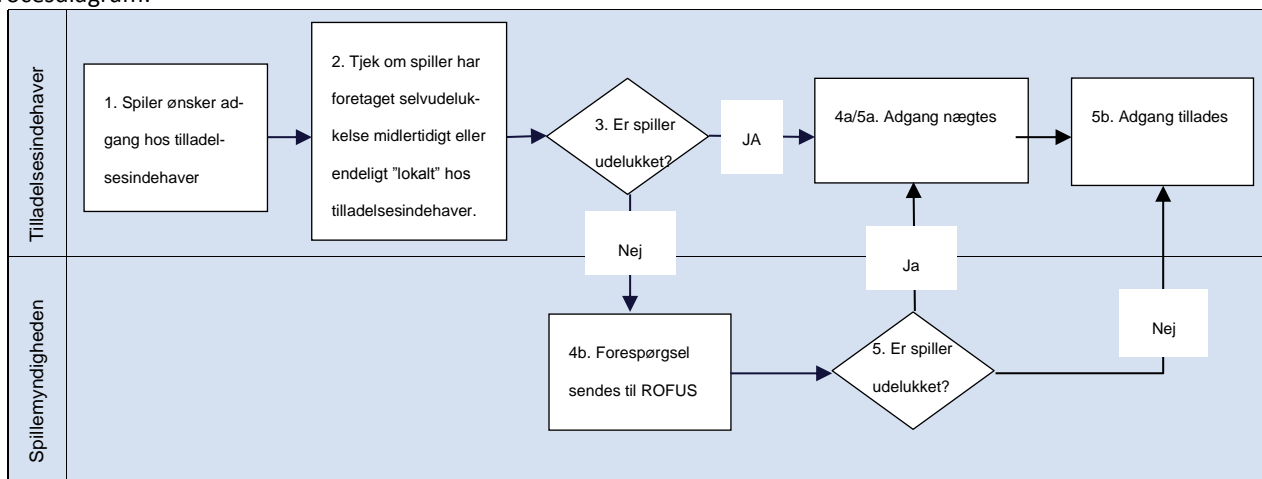 Tilladelsesindehaver
1. Spiler ønsker ad-
gang hos tilladel-
sesindehaver
2. Tjek om spiller har
foretaget selvudeluk-
kelse midlertidigt eller
endeligt ”lokalt” hos
tilladelsesindehaver.
3. Er spiller
udelukket?
JA
4a/5a. Adgang nægtes
5b. Adgang tillades
Nej
Ja
Spillemyndigheden
4b. Forespørgsel
sendes til ROFUS
5. Er spiller
udelukket?
Nej